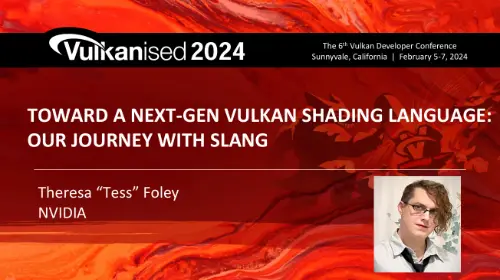 Vulkanised 2024
The 6th Vulkan Developer Conference
Sunnyvale, California | February 5-7, 2024
TOWARD A NEXT-GEN VULKAN SHADING LANGUAGE:
OUR JOURNEY WITH SLANG
Theresa “Tess” Foley
NVIDIA